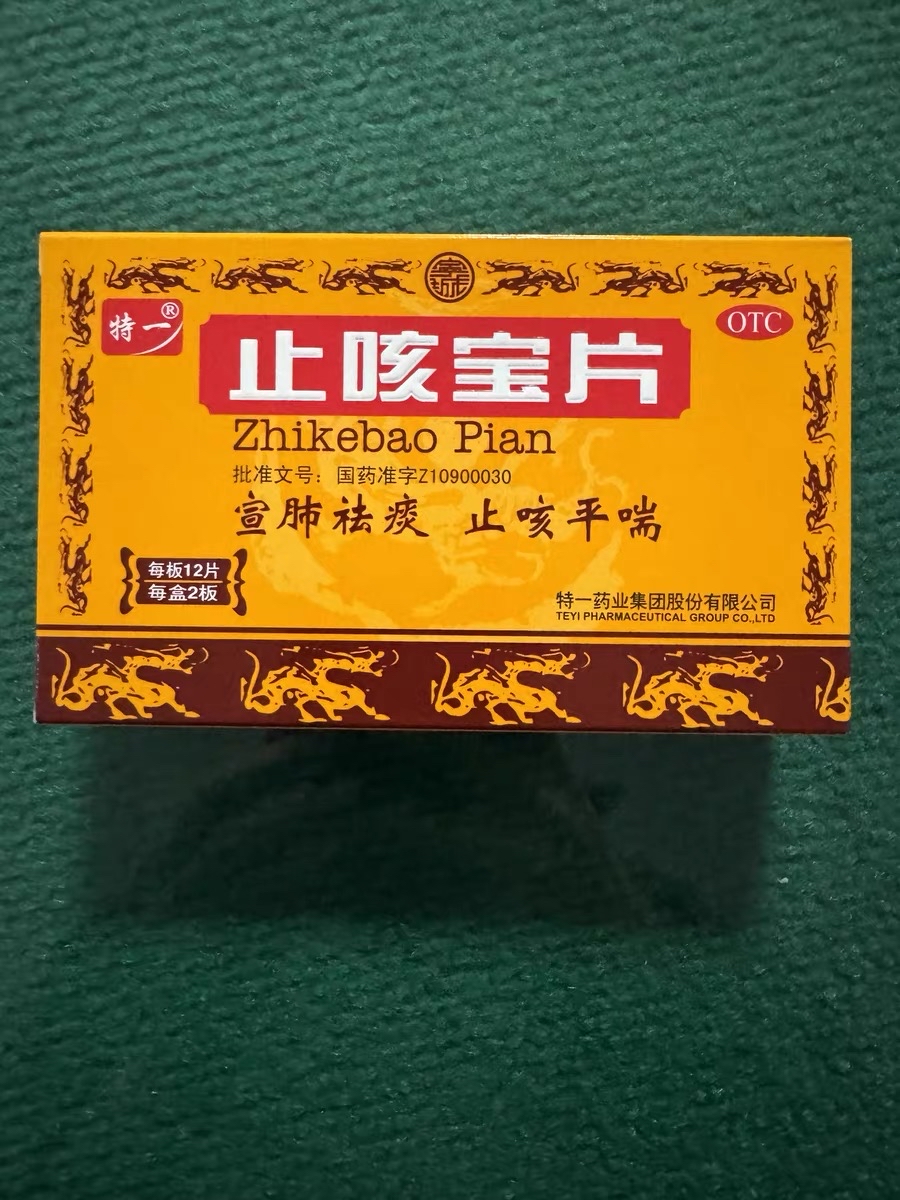 特一®
OTC
止咳宝片
Zhikebao Pian
批准文号：国药准字Z10900030
宣肺祛痰 止咳平喘
每板12片
每盒2板
特一药业集团股份有限公司
TEYI PHARMACEUTICAL GROUP CO.,LTD